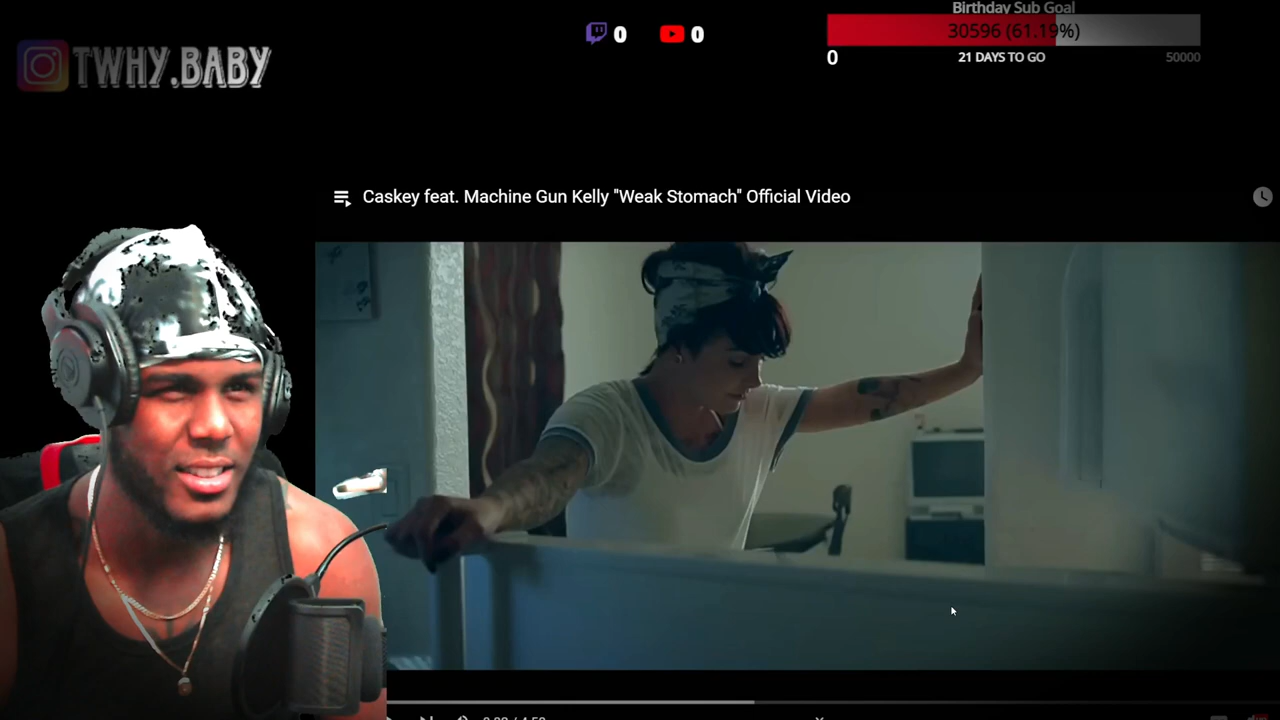 Birthday Sub Goal
0
0
30596 (61.19%)
0
21 DAYS TO GO
50000
TWHY.BABY
Caskey feat. Machine Gun Kelly "Weak Stomach" Official Video